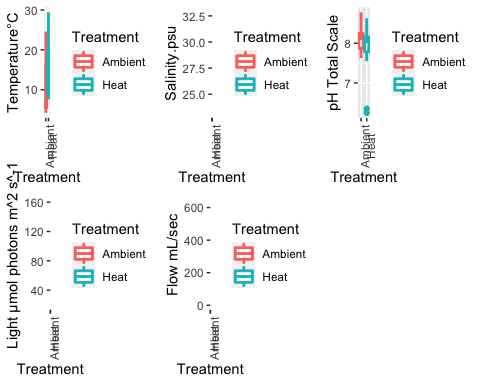 Temperature°C
30
20
10
Treatment
Ambient
Heat
Ambient
Heat
Treatment
Salinity.psu
32.5
30.0
27.5
25.0
Treatment
Ambient
Heat
Ambient
Heat
Treatment
pH Total Scale
8
7
Treatment
Ambient
Heat
Ambient
Heat
Treatment
Light μmol photons m^2 s^-1
160
120
80
40
Treatment
Ambient
Heat
Ambient
Heat
Treatment
Flow mL/sec
600
400
200
0
Treatment
Ambient
Heat
Ambient
Heat
Treatment